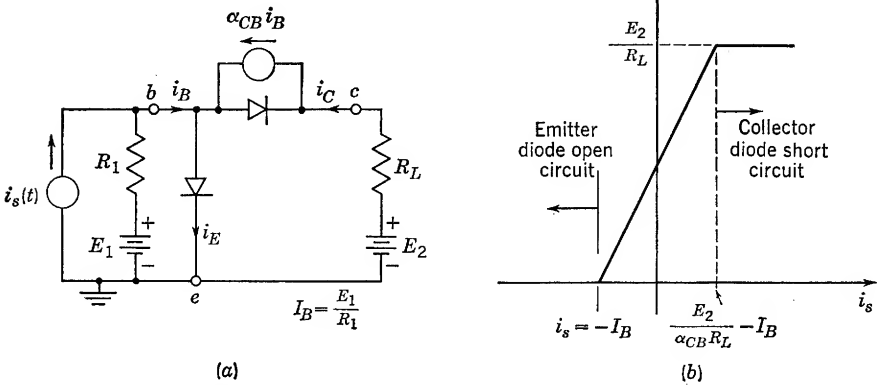 α_CB i_B
b i_B i_C c
R_1 R_L
i_s(t)
+ +
E_1 i_E E_2
− −
e
I_B = E_1/R_1
(a)
E_2/R_L
Emitter
diode open
circuit
Collector
diode short
circuit
i_s
i_s = −I_B
E_2/(α_CB R_L) − I_B
(b)